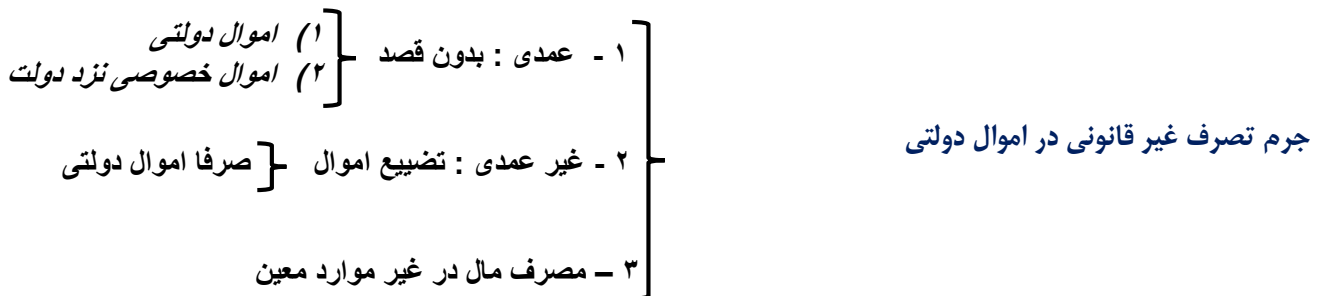 جرم تصرف غیر قانونی در اموال دولتی
۱ - عمدی : بدون قصد
۱) اموال دولتی
۲) اموال خصوصی نزد دولت
۲ - غیر عمدی : تضییع اموال
صرفا اموال دولتی
۳ – مصرف مال در غیر موارد معین